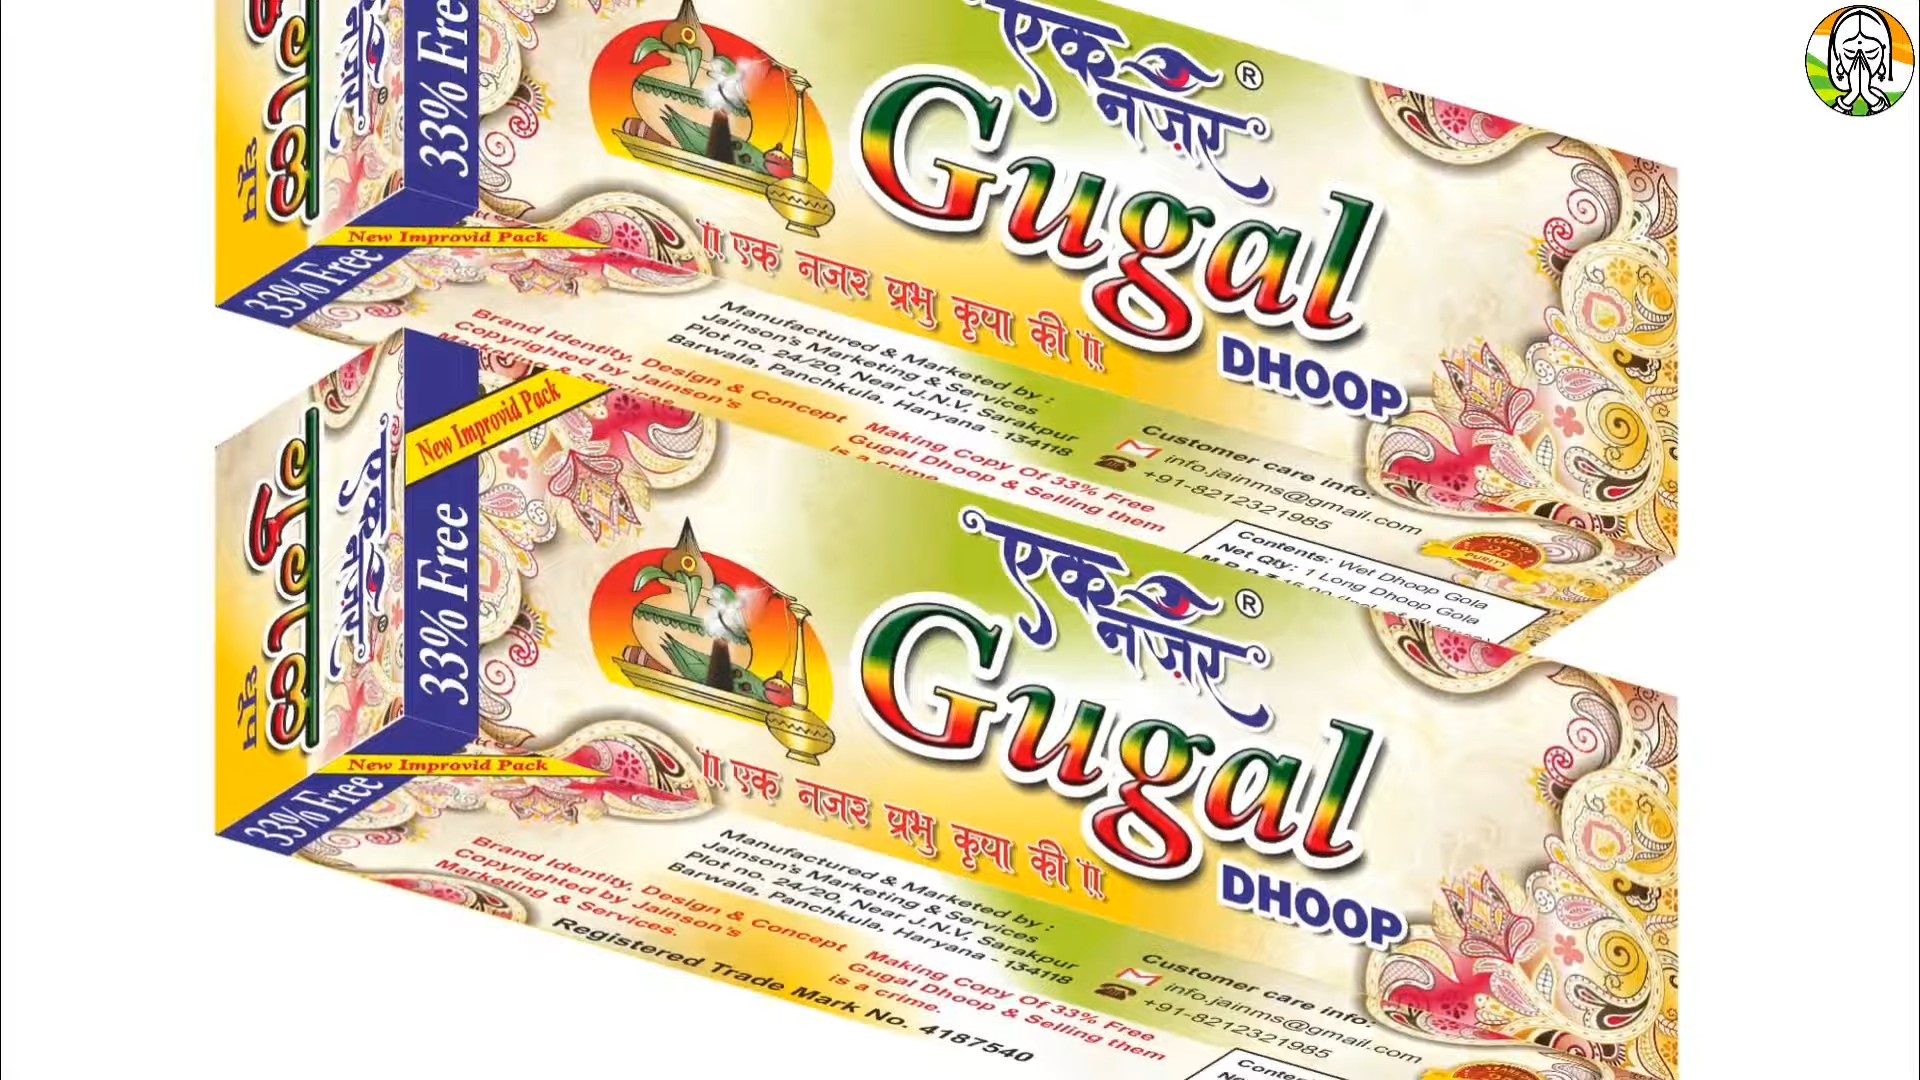 33% Free
एक
नज़र
®
Gugal
DHOOP
॥ एक नजर प्रभु कृपा की ॥
New Improvid Pack
33% Free
Brand Identity, Design & Concept
Copyrighted by Jainson's
Manufactured & Marketed by :
Jainson's Marketing & Services
Plot no. 24/20, Near J.N.V. Sarakpur
Barwala, Panchkula, Haryana - 134118
Making Copy Of 33% Free
Gugal Dhoop & Selling them
is a crime.
Customer care info:
info.jainms@gmail.com
+91-8212321985
Contents: Wet Dhoop Gola
Net Qty: 1 Long Dhoop Gola
PURITY
New Improvid Pack
33% Free
एक
नज़र
®
Gugal
DHOOP
॥ एक नजर प्रभु कृपा की ॥
New Improvid Pack
33% Free
Brand Identity, Design & Concept
Copyrighted by Jainson's
Marketing & Services.
Registered Trade Mark No. 4187540
Manufactured & Marketed by :
Jainson's Marketing & Services
Plot no. 24/20, Near J.N.V. Sarakpur
Barwala, Panchkula, Haryana - 134118
Making Copy Of 33% Free
Gugal Dhoop & Selling them
is a crime.
Customer care info:
info.jainms@gmail.com
+91-8212321985